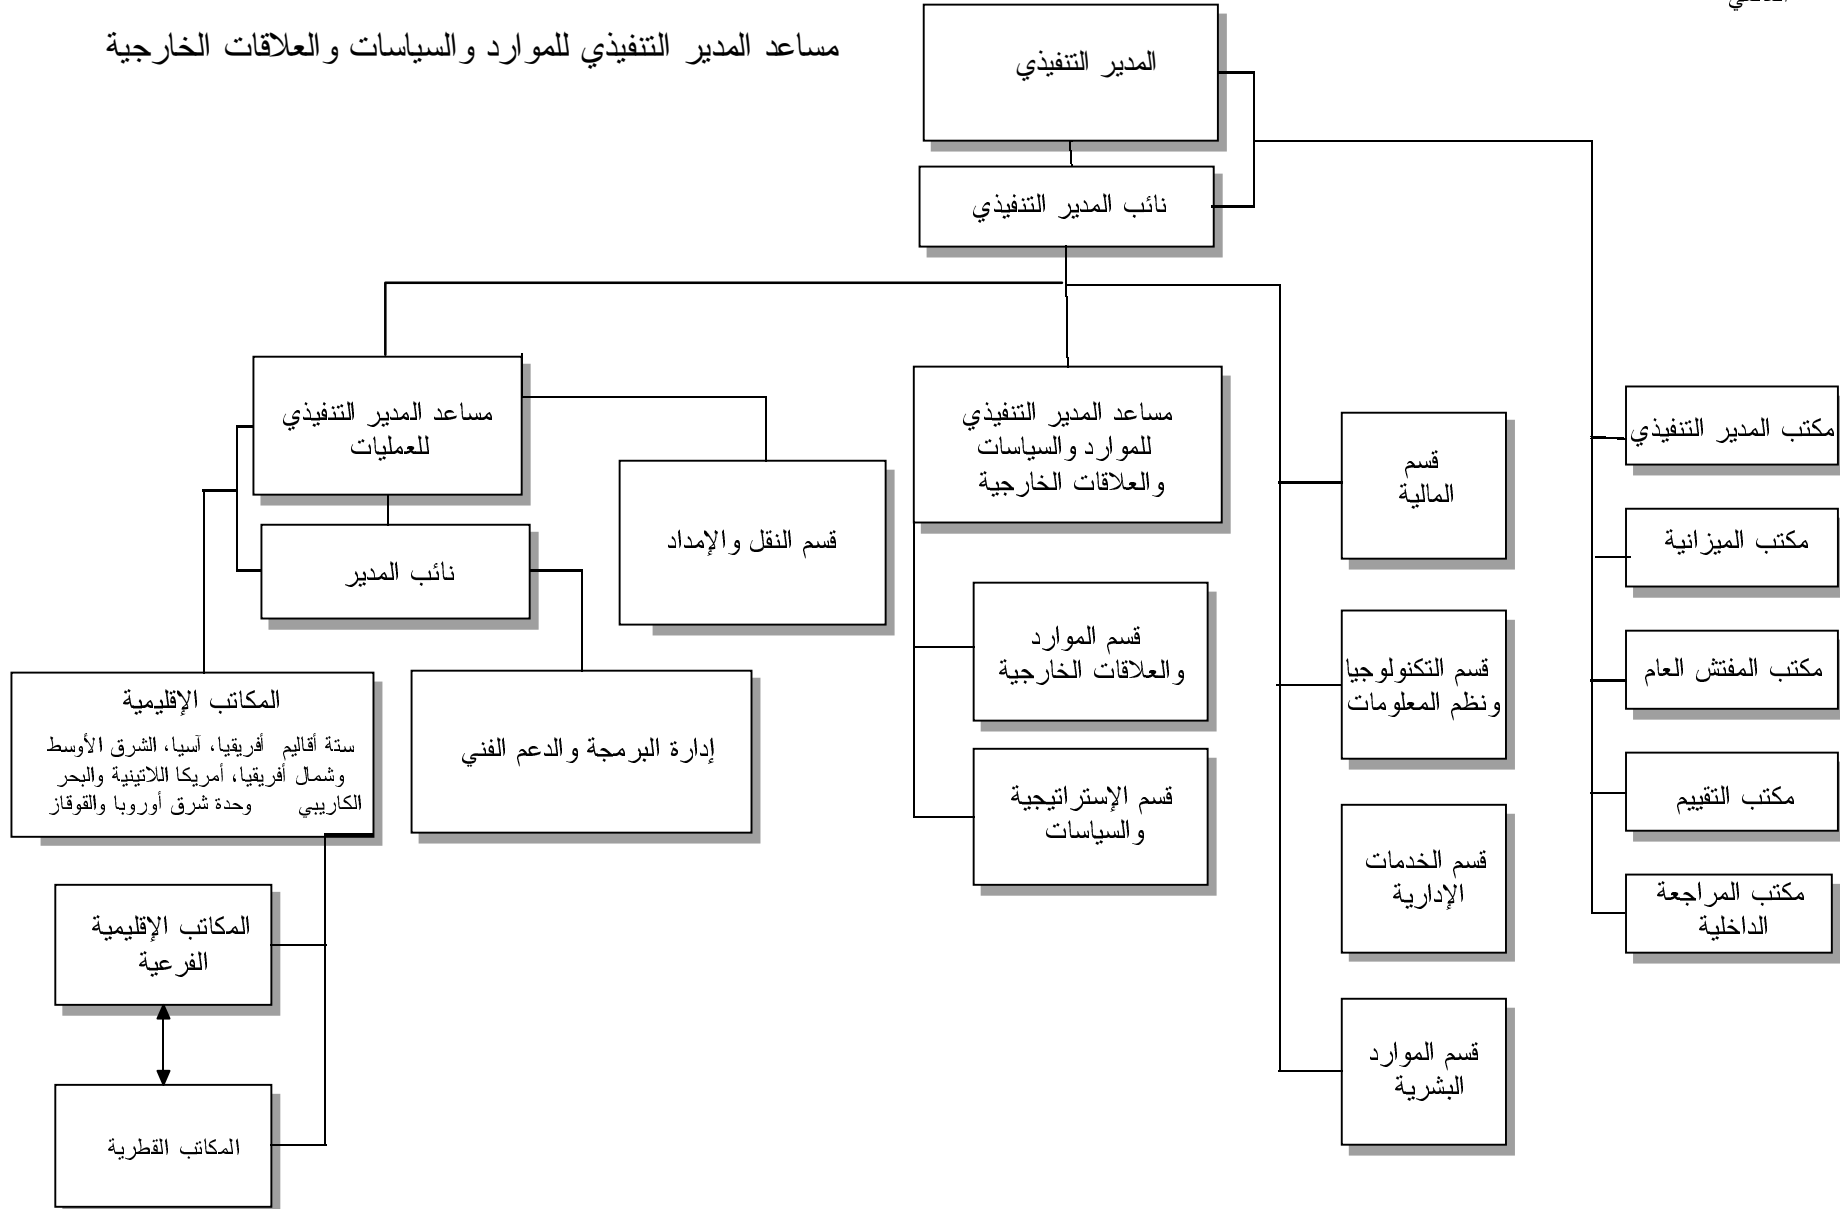 مساعد المدير التنفيذي للموارد والسياسات والعلاقات الخارجية
المدير التنفيذي
نائب المدير التنفيذي
مكتب المدير التنفيذي
مكتب الميزانية
مكتب المفتش العام
مكتب التقييم
مكتب المراجعة
الداخلية
قسم
المالية
قسم التكنولوجيا
ونظم المعلومات
قسم الخدمات
الإدارية
قسم الموارد
البشرية
مساعد المدير التنفيذي
للموارد والسياسات
والعلاقات الخارجية
قسم الموارد
والعلاقات الخارجية
قسم الإستراتيجية
والسياسات
مساعد المدير التنفيذي
للعمليات
قسم النقل والإمداد
نائب المدير
إدارة البرمجة والدعم الفني
المكاتب الإقليمية
ستة أقاليم أفريقيا، آسيا، الشرق الأوسط
وشمال أفريقيا، أمريكا اللاتينية والبحر
الكاريبي وحدة شرق أوروبا والقوقاز
المكاتب الإقليمية
الفرعية
المكاتب القطرية